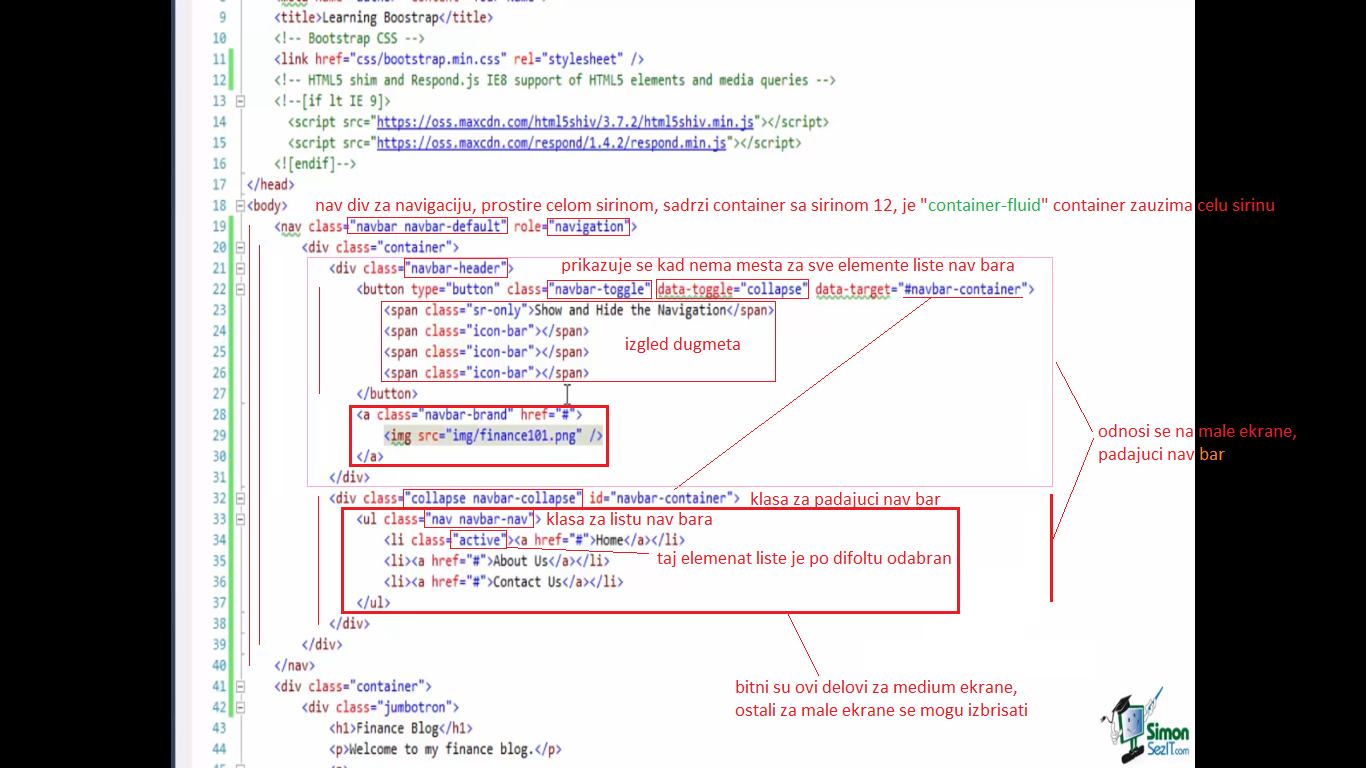 9 <title>Learning Boostrap</title>
10 <!-- Bootstrap CSS -->
11 <link href="css/bootstrap.min.css" rel="stylesheet" />
12 <!-- HTML5 shim and Respond.js IE8 support of HTML5 elements and media queries -->
13 <!--[if lt IE 9]>
14 <script src="https://oss.maxcdn.com/html5shiv/3.7.2/html5shiv.min.js"></script>
15 <script src="https://oss.maxcdn.com/respond/1.4.2/respond.min.js"></script>
16 <![endif]-->
17 </head>
18 <body> nav div za navigaciju, prostire celom sirinom, sadrzi container sa sirinom 12, je "container-fluid" container zauzima celu sirinu
19 <nav class="navbar navbar-default" role="navigation">
20 <div class="container">
21 <div class="navbar-header"> prikazuje se kad nema mesta za sve elemente liste nav bara
22 <button type="button" class="navbar-toggle" data-toggle="collapse" data-target="#navbar-container">
23 <span class="sr-only">Show and Hide the Navigation</span>
24 <span class="icon-bar"></span>
25 <span class="icon-bar"></span> izgled dugmeta
26 <span class="icon-bar"></span>
27 </button>
28 <a class="navbar-brand" href="#">
29 <img src="img/finance101.png" /> odnosi se na male ekrane,
30 </a> padajuci nav bar
31 </div>
32 <div class="collapse navbar-collapse" id="navbar-container"> klasa za padajuci nav bar
33 <ul class="nav navbar-nav"> klasa za listu nav bara
34 <li class="active"><a href="#">Home</a></li>
35 <li><a href="#">About Us</a></li> taj elemenat liste je po difoltu odabran
36 <li><a href="#">Contact Us</a></li>
37 </ul>
38 </div>
39 </div>
40 </nav>
41 <div class="container"> bitni su ovi delovi za medium ekrane,
42 <div class="jumbotron"> ostali za male ekrane se mogu izbrisati
43 <h1>Finance Blog</h1>
44 <p>Welcome to my finance blog.</p>
Simon
SezIT.com